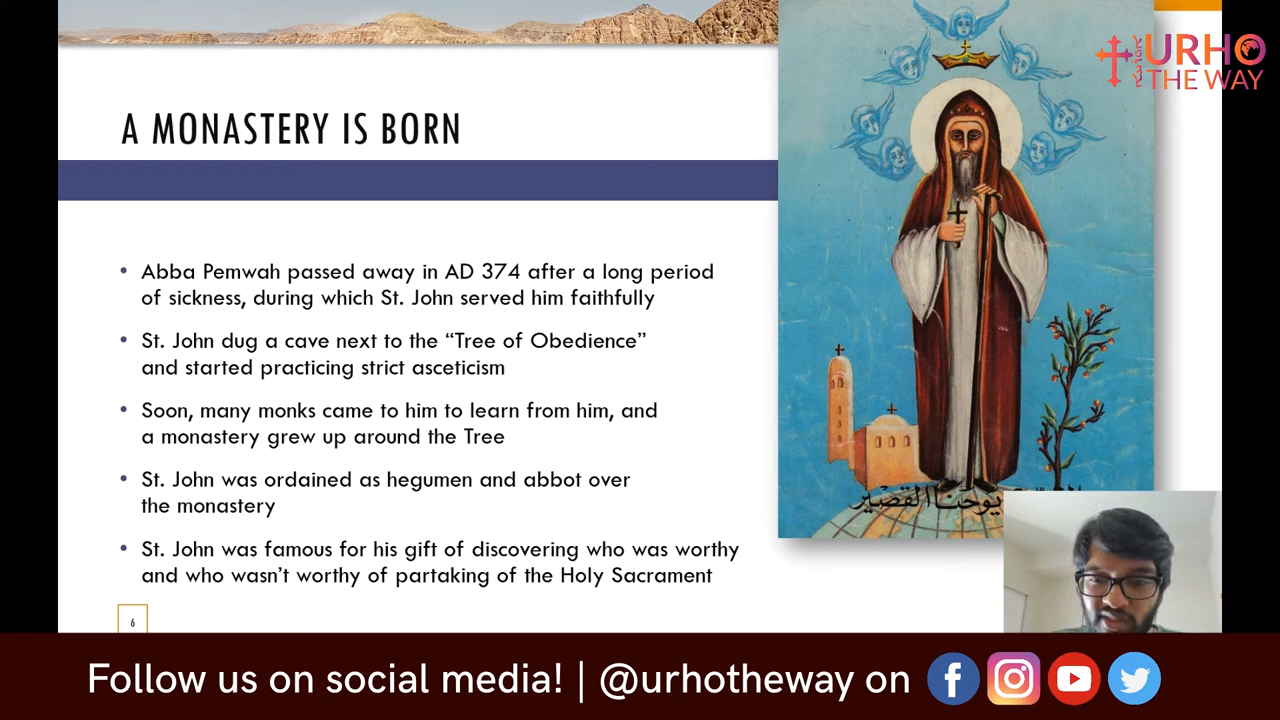 URHO
THE WAY
A MONASTERY IS BORN
• Abba Pemwah passed away in AD 374 after a long period
of sickness, during which St. John served him faithfully
• St. John dug a cave next to the “Tree of Obedience”
and started practicing strict asceticism
• Soon, many monks came to him to learn from him, and
a monastery grew up around the Tree
• St. John was ordained as hegumen and abbot over
the monastery
• St. John was famous for his gift of discovering who was worthy
and who wasn’t worthy of partaking of the Holy Sacrament
يوحنا القصير
6
Follow us on social media! | @urhotheway on